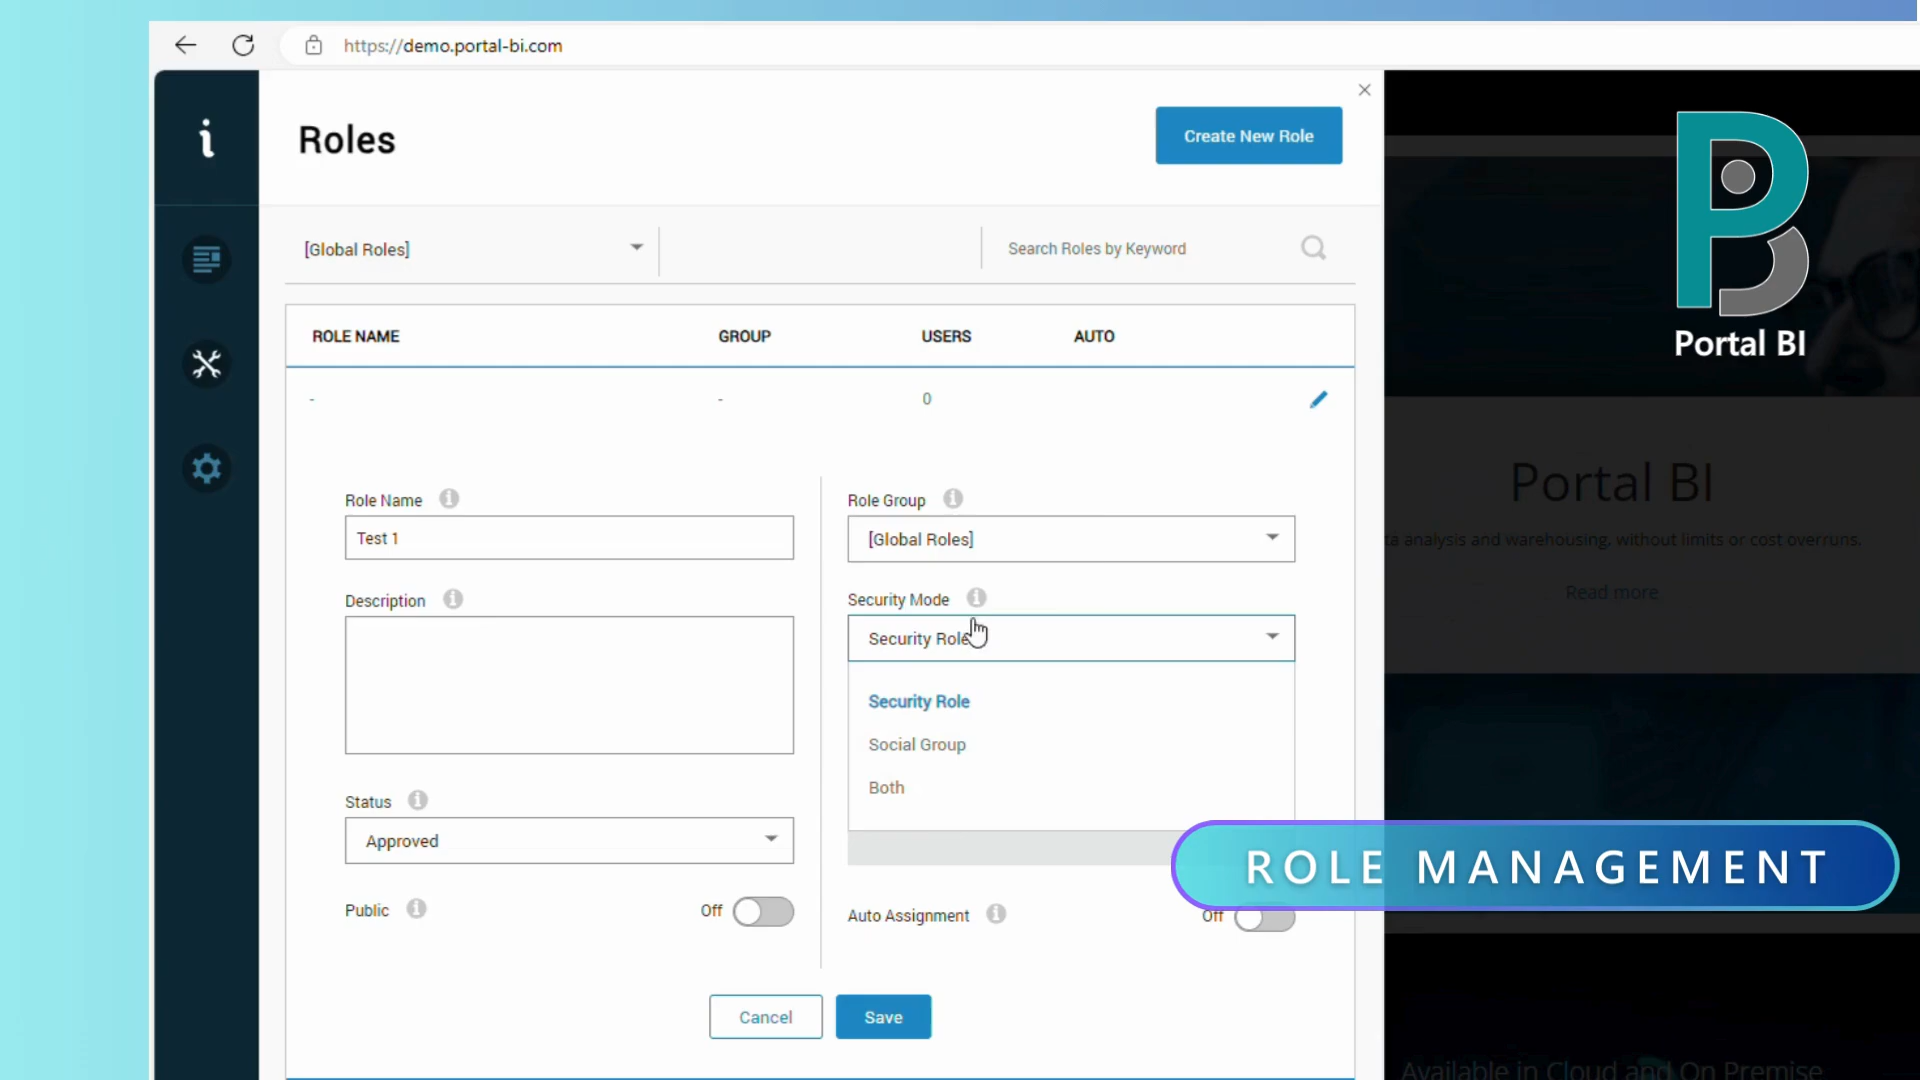 https://demo.portal-bi.com
i
Roles
Create New Role
[Global Roles]
Search Roles by Keyword
ROLE NAME GROUP USERS AUTO
- - 0
Role Name
Test 1
Description
Status
Approved
Public Off
Role Group
[Global Roles]
Security Mode
Security Role
Security Role
Social Group
Both
Auto Assignment Off
Cancel Save
Portal BI
Portal BI
analysis and warehousing, without limits or cost overruns.
Read more
ROLE MANAGEMENT
Available in Cloud and On Premise